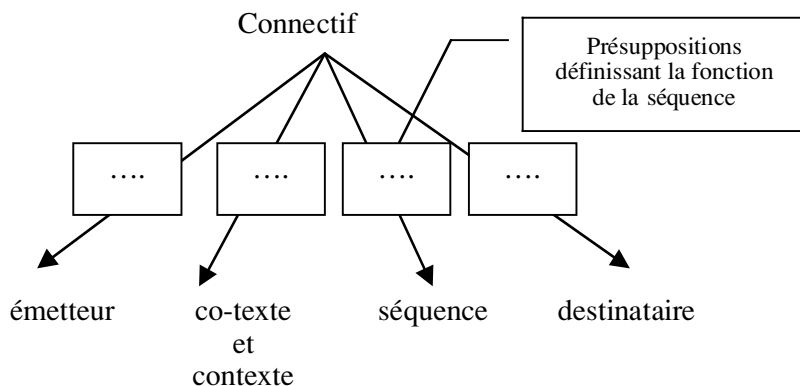 Connectif
Présuppositions
définissant la fonction
de la séquence
....
....
....
....
émetteur
co-texte
et
contexte
séquence
destinataire